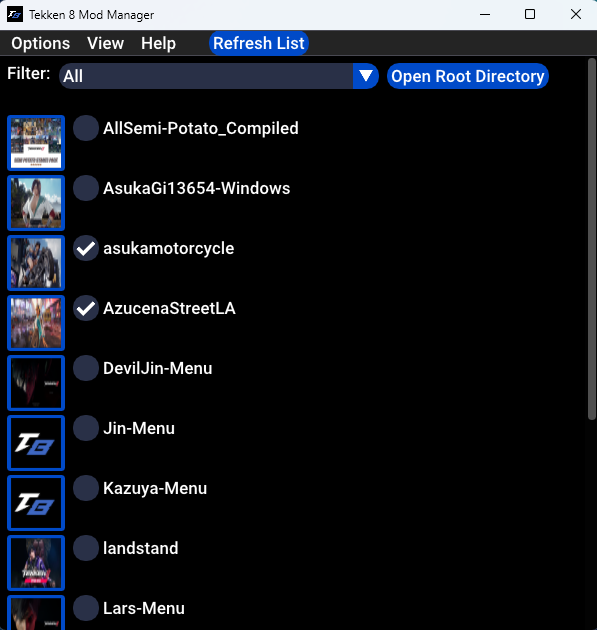 Tekken 8 Mod Manager
Options View Help Refresh List
Filter: All Open Root Directory
AllSemi-Potato_Compiled
AsukaGi13654-Windows
asukamotorcycle
AzucenaStreetLA
DevilJin-Menu
Jin-Menu
Kazuya-Menu
landstand
Lars-Menu